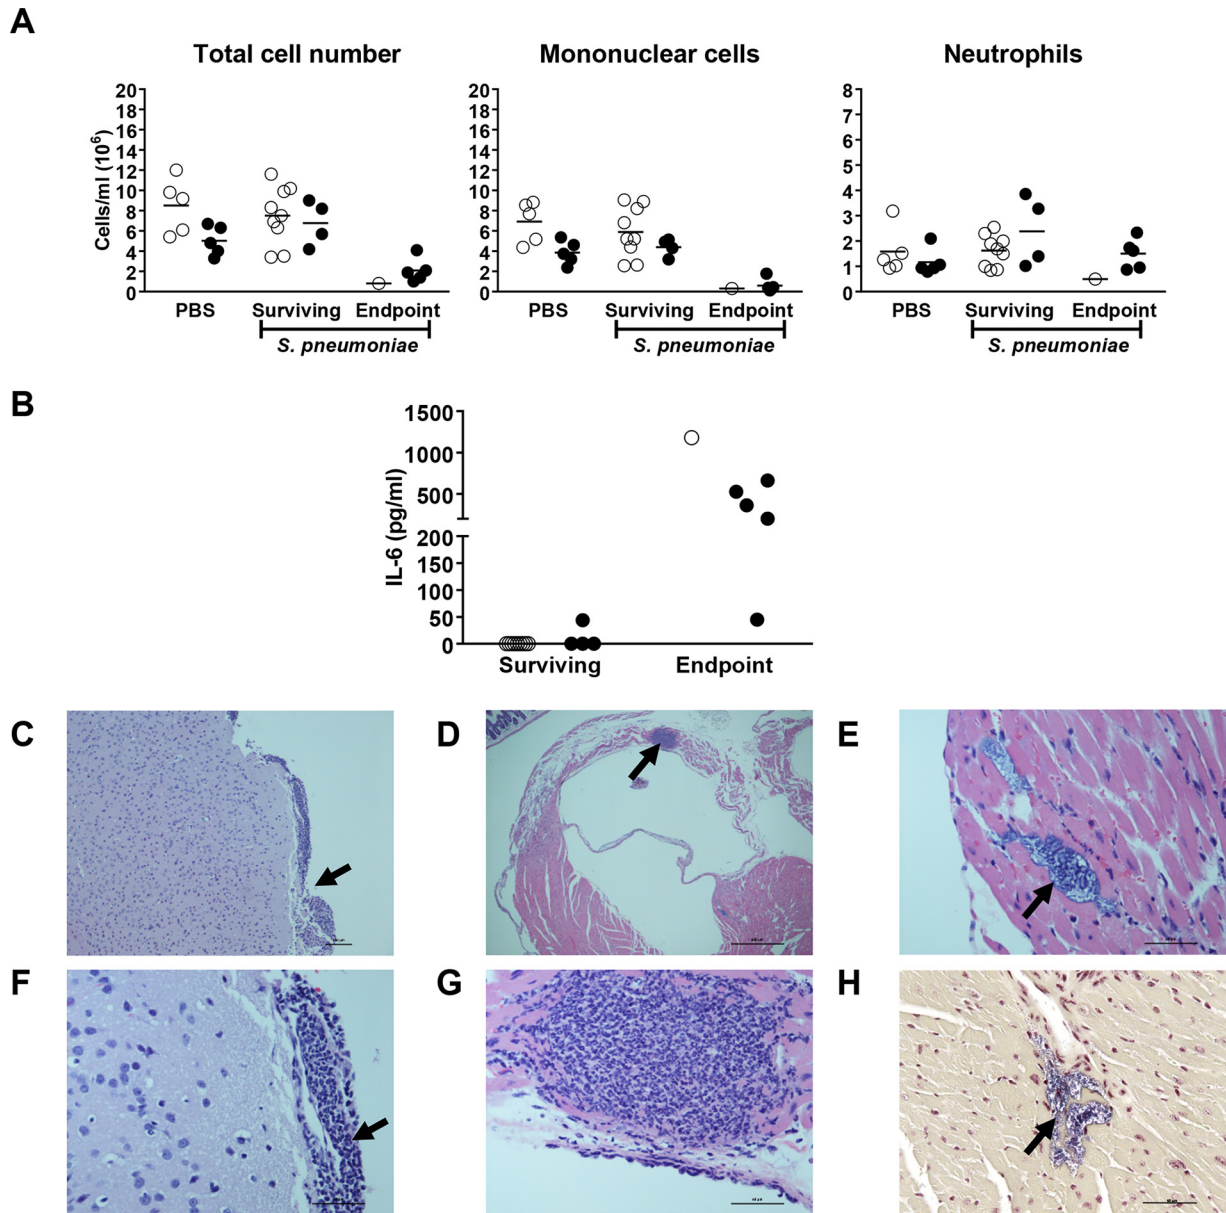 A
Total cell number
Mononuclear cells
Neutrophils
Cells/ml (10⁶)
20
18
16
14
12
10
8
6
4
2
0
PBS
Surviving
Endpoint
S. pneumoniae
20
18
16
14
12
10
8
6
4
2
0
PBS
Surviving
Endpoint
S. pneumoniae
8
7
6
5
4
3
2
1
0
PBS
Surviving
Endpoint
S. pneumoniae
B
IL-6 (pg/ml)
1500
1000
500
200
150
100
50
0
Surviving
Endpoint
C
D
E
F
G
H